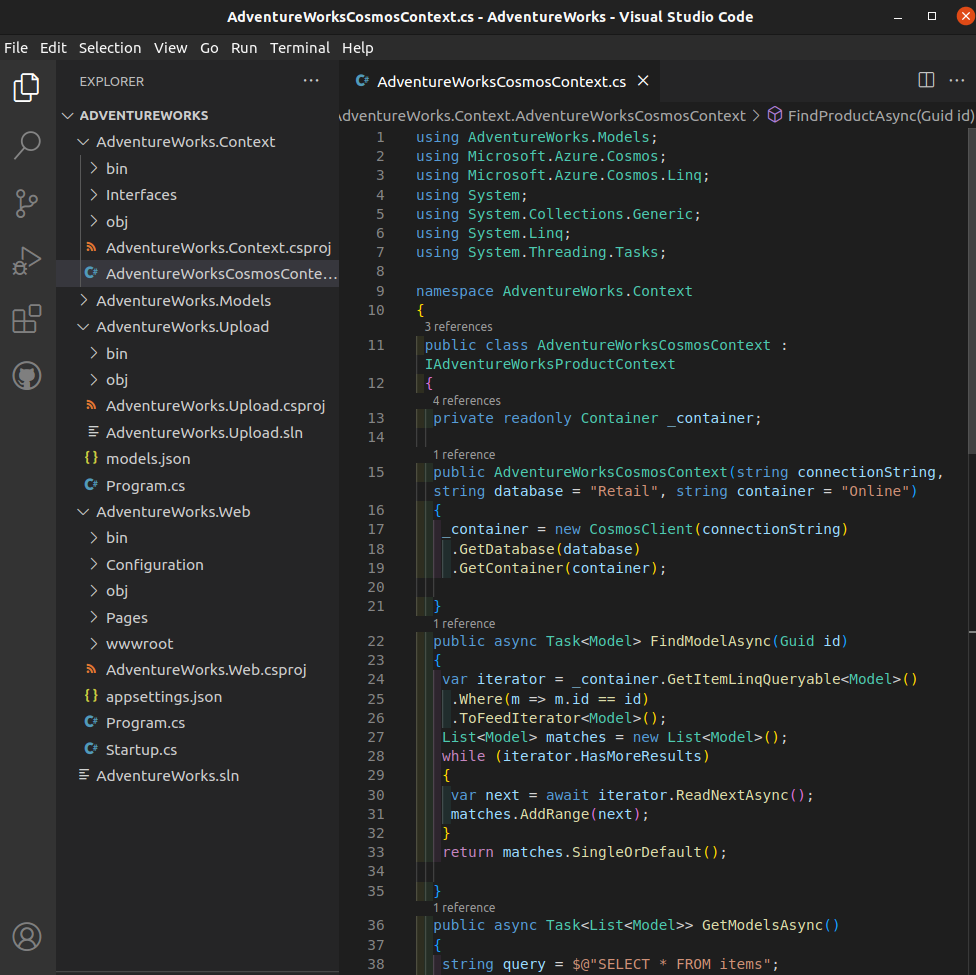 AdventureWorksCosmosContext.cs - AdventureWorks - Visual Studio Code
File Edit Selection View Go Run Terminal Help
EXPLORER
ADVENTUREWORKS
AdventureWorks.Context
bin
Interfaces
obj
AdventureWorks.Context.csproj
AdventureWorksCosmosConte...
AdventureWorks.Models
AdventureWorks.Upload
bin
obj
AdventureWorks.Upload.csproj
AdventureWorks.Upload.sln
{} models.json
C# Program.cs
AdventureWorks.Web
bin
Configuration
obj
Pages
wwwroot
AdventureWorks.Web.csproj
{} appsettings.json
C# Program.cs
C# Startup.cs
AdventureWorks.sln
C# AdventureWorksCosmosContext.cs
AdventureWorks.Context.AdventureWorksCosmosContext > FindProductAsync(Guid id)
1 using AdventureWorks.Models;
2 using Microsoft.Azure.Cosmos;
3 using Microsoft.Azure.Cosmos.Linq;
4 using System;
5 using System.Collections.Generic;
6 using System.Linq;
7 using System.Threading.Tasks;
8
9 namespace AdventureWorks.Context
10 {
3 references
11 public class AdventureWorksCosmosContext :
IAdventureWorksProductContext
12 {
4 references
13 private readonly Container _container;
14
1 reference
15 public AdventureWorksCosmosContext(string connectionString,
string database = "Retail", string container = "Online")
16 {
17 _container = new CosmosClient(connectionString)
18 .GetDatabase(database)
19 .GetContainer(container);
20
21 }
1 reference
22 public async Task<Model> FindModelAsync(Guid id)
23 {
24 var iterator = _container.GetItemLinqQueryable<Model>()
25 .Where(m => m.id == id)
26 .ToFeedIterator<Model>();
27 List<Model> matches = new List<Model>();
28 while (iterator.HasMoreResults)
29 {
30 var next = await iterator.ReadNextAsync();
31 matches.AddRange(next);
32 }
33 return matches.SingleOrDefault();
34
35 }
1 reference
36 public async Task<List<Model>> GetModelsAsync()
37 {
38 string query = $@"SELECT * FROM items";